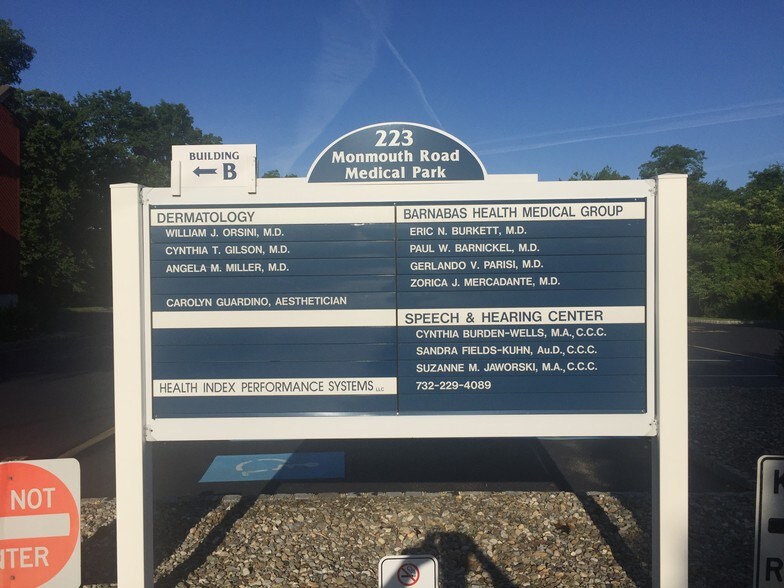 223
Monmouth Road
Medical Park
BUILDING
B
DERMATOLOGY
WILLIAM J. ORSINI, M.D.
CYNTHIA T. GILSON, M.D.
ANGELA M. MILLER, M.D.
CAROLYN GUARDINO, AESTHETICIAN
HEALTH INDEX PERFORMANCE SYSTEMS LLC
BARNABAS HEALTH MEDICAL GROUP
ERIC N. BURKETT, M.D.
PAUL W. BARNICKEL, M.D.
GERLANDO V. PARISI, M.D.
ZORICA J. MERCADANTE, M.D.
SPEECH & HEARING CENTER
CYNTHIA BURDEN-WELLS, M.A., C.C.C.
SANDRA FIELDS-KUHN, Au.D., C.C.C.
SUZANNE M. JAWORSKI, M.A., C.C.C.
732-229-4089
NOT
NTER